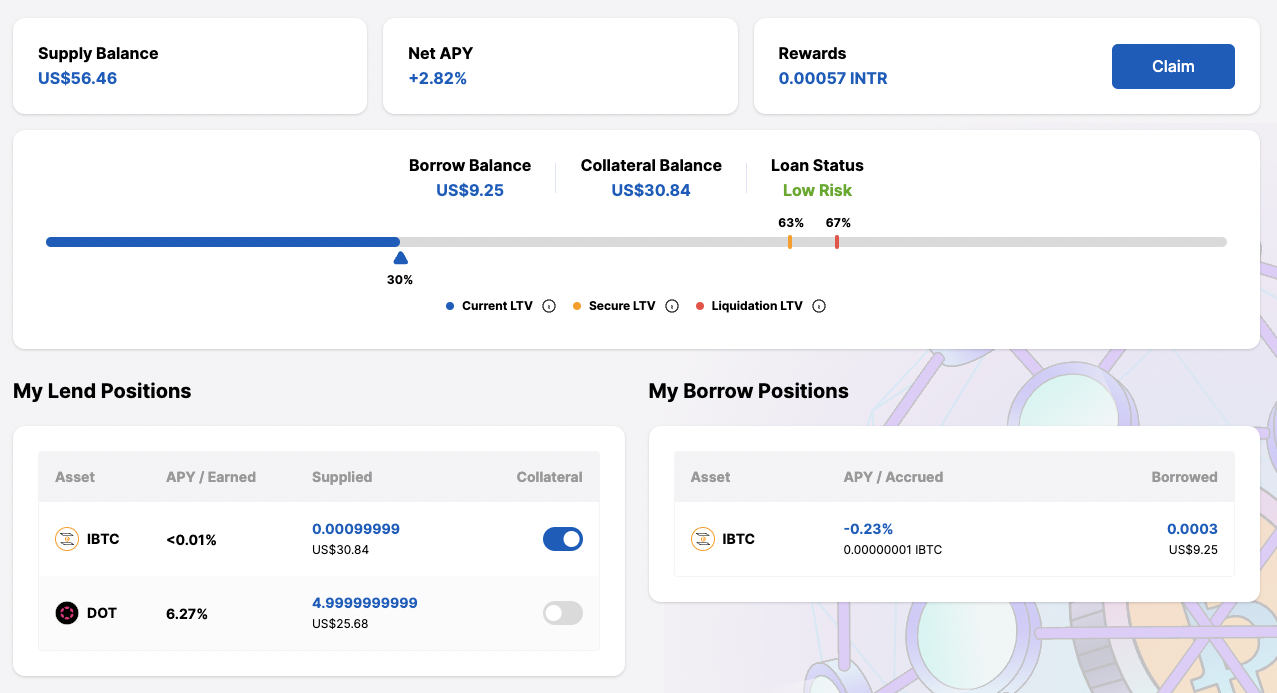 Supply Balance
US$56.46
Net APY
+2.82%
Rewards
0.00057 INTR
Claim
Borrow Balance
US$9.25
Collateral Balance
US$30.84
Loan Status
Low Risk
63%
67%
30%
Current LTV
Secure LTV
Liquidation LTV
My Lend Positions
Asset APY / Earned Supplied Collateral
IBTC <0.01% 0.00099999
US$30.84
DOT 6.27% 4.9999999999
US$25.68
My Borrow Positions
Asset APY / Accrued Borrowed
IBTC -0.23% 0.0003
0.00000001 IBTC US$9.25